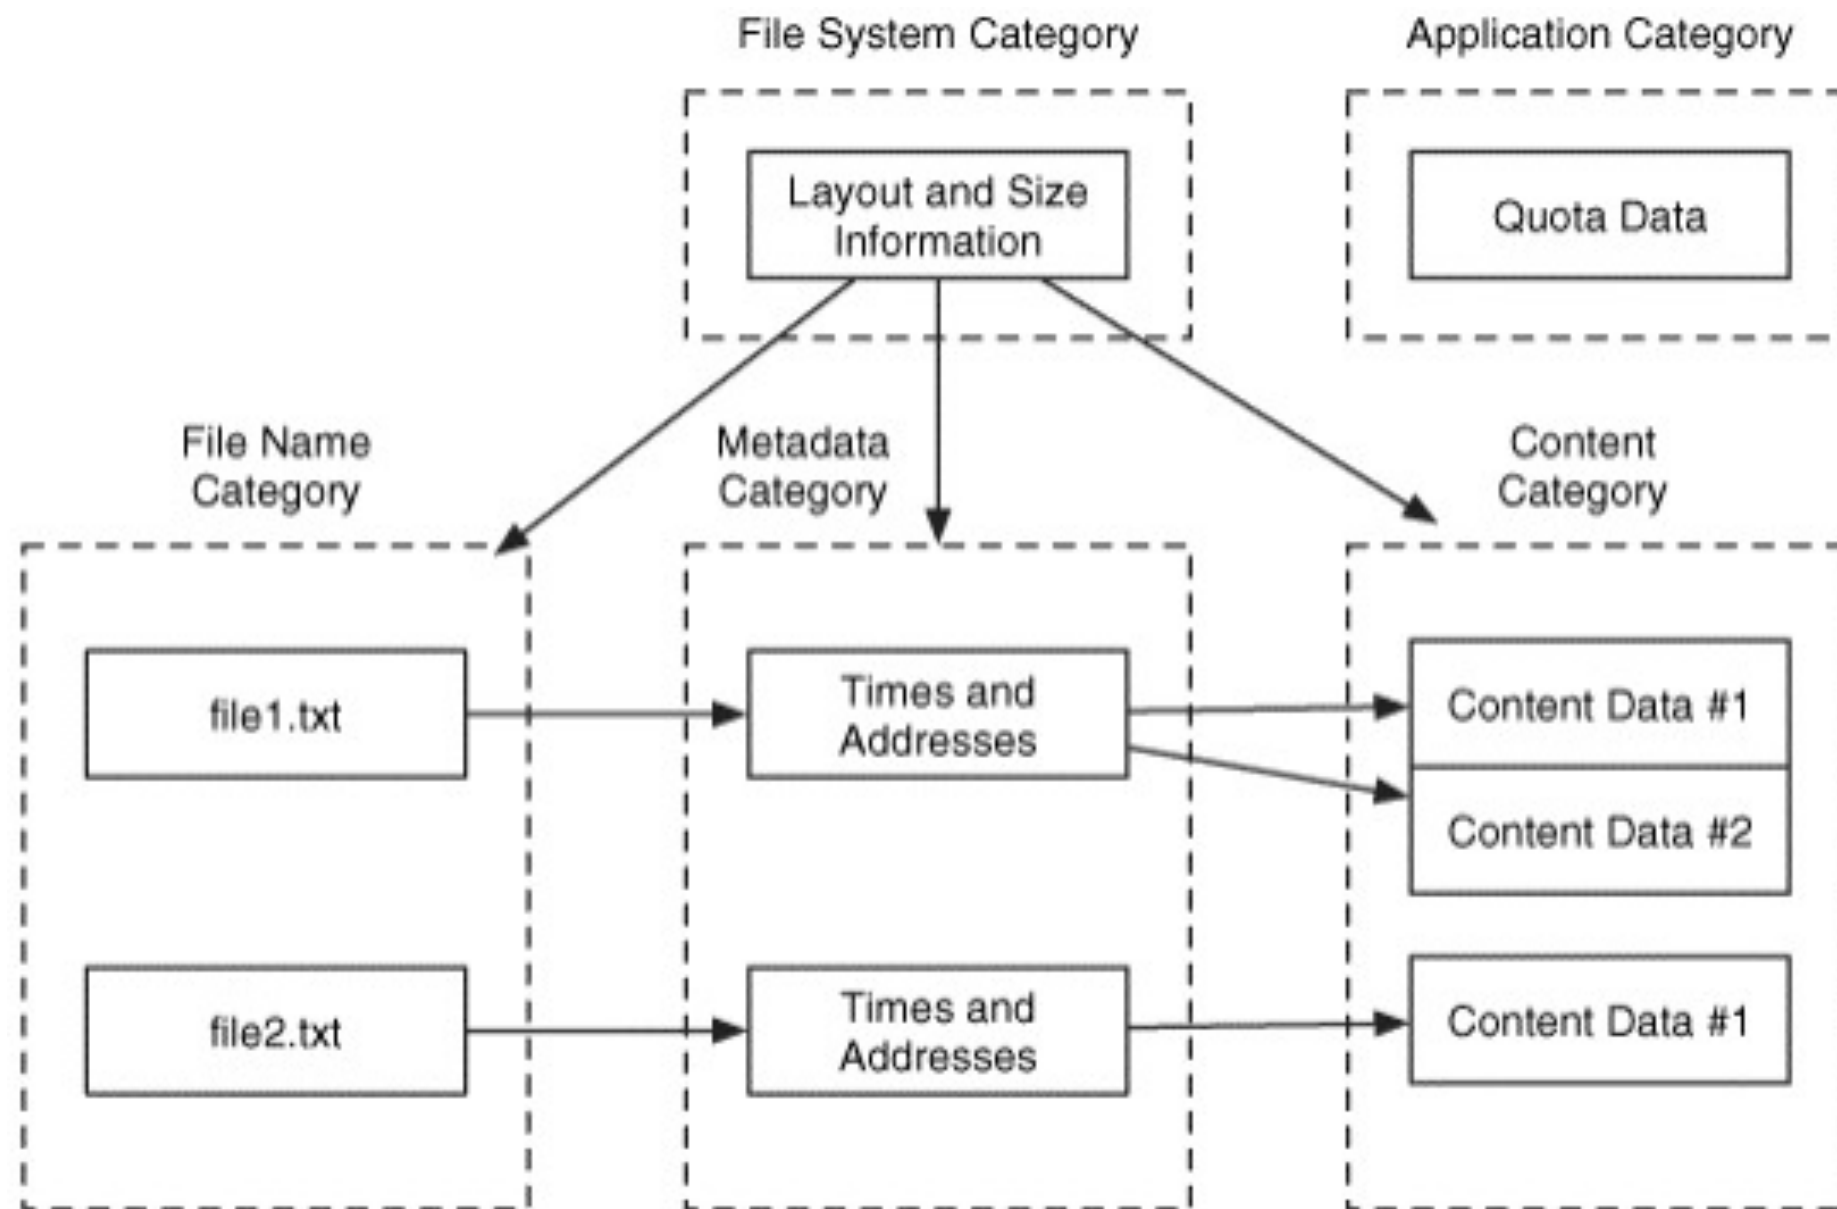 File System Category
Application Category
Layout and Size
Information
Quota Data
File Name
Category
Metadata
Category
Content
Category
file1.txt
Times and
Addresses
Content Data #1
Content Data #2
file2.txt
Times and
Addresses
Content Data #1